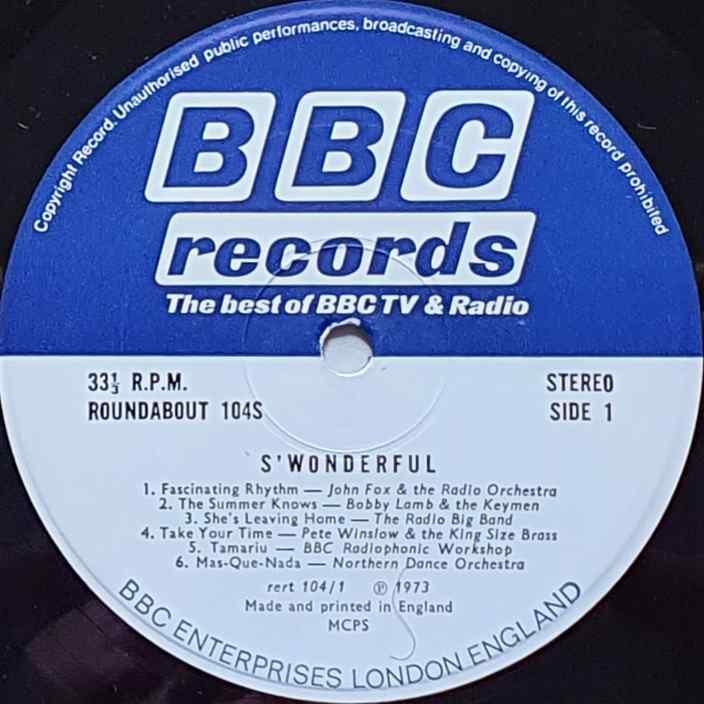 Copyright Record. Unauthorised public performances, broadcasting and copying of this record prohibited
BBC
records
The best of BBC TV & Radio
33⅓ R.P.M.
STEREO
ROUNDABOUT 104S
SIDE 1
S'WONDERFUL
1. Fascinating Rhythm — John Fox & the Radio Orchestra
2. The Summer Knows — Bobby Lamb & the Keymen
3. She's Leaving Home — The Radio Big Band
4. Take Your Time — Pete Winslow & the King Size Brass
5. Tamariu — BBC Radiophonic Workshop
6. Mas-Que-Nada — Northern Dance Orchestra
rert 104/1 ℗ 1973
Made and printed in England
MCPS
BBC ENTERPRISES LONDON ENGLAND